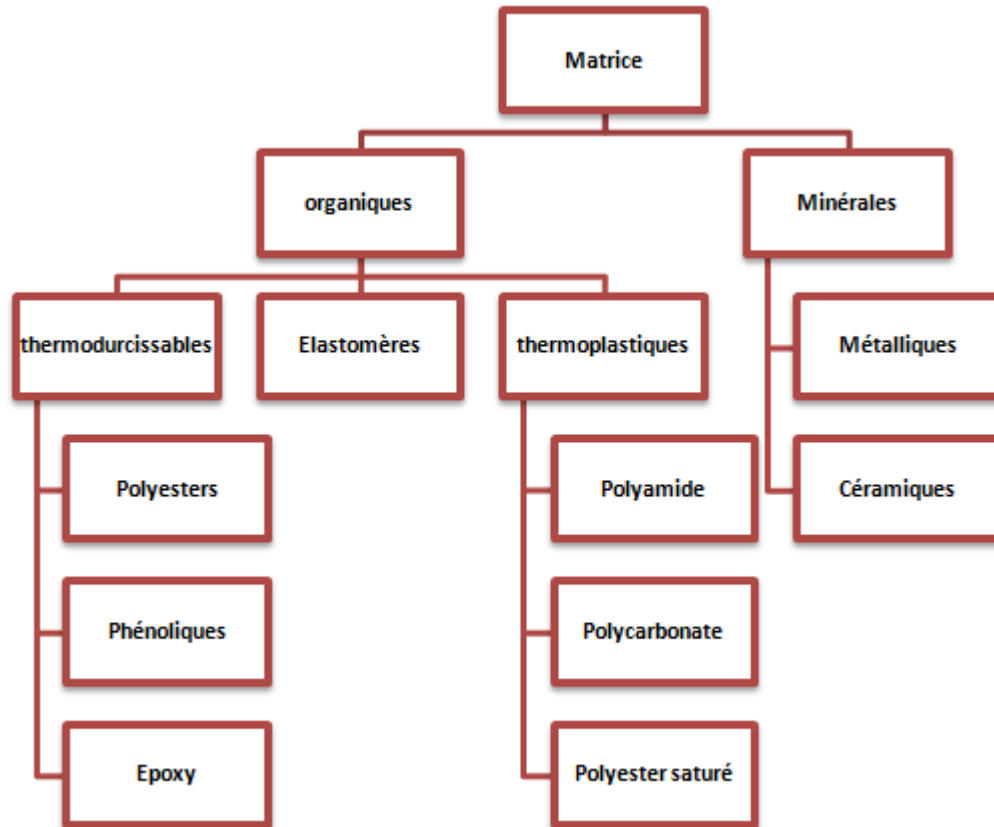 Matrice
organiques
Minérales
thermodurcissables
Elastomères
thermoplastiques
Métalliques
Polyesters
Polyamide
Céramiques
Phénoliques
Polycarbonate
Epoxy
Polyester saturé